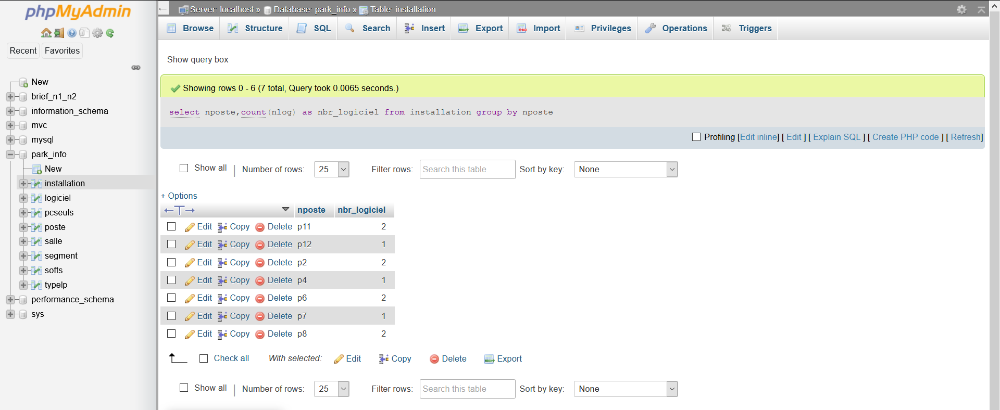 phpMyAdmin
Recent Favorites
New
brief_n1_n2
information_schema
mvc
mysql
park_info
New
installation
logiciel
pcseuls
poste
salle
segment
softs
typelp
performance_schema
sys
Server: localhost » Database: park_info » Table: installation
Browse Structure SQL Search Insert Export Import Privileges Operations Triggers
Show query box
Showing rows 0 - 6 (7 total, Query took 0.0065 seconds.)
select nposte,count(nlog) as nbr_logiciel from installation group by nposte
Profiling [Edit inline] [ Edit ] [ Explain SQL ] [ Create PHP code ] [ Refresh]
Show all | Number of rows: 25 Filter rows: Search this table Sort by key: None
+ Options
←T→ nposte nbr_logiciel
Edit Copy Delete p11 2
Edit Copy Delete p12 1
Edit Copy Delete p2 2
Edit Copy Delete p4 1
Edit Copy Delete p6 2
Edit Copy Delete p7 1
Edit Copy Delete p8 2
Check all With selected: Edit Copy Delete Export
Show all | Number of rows: 25 Filter rows: Search this table Sort by key: None